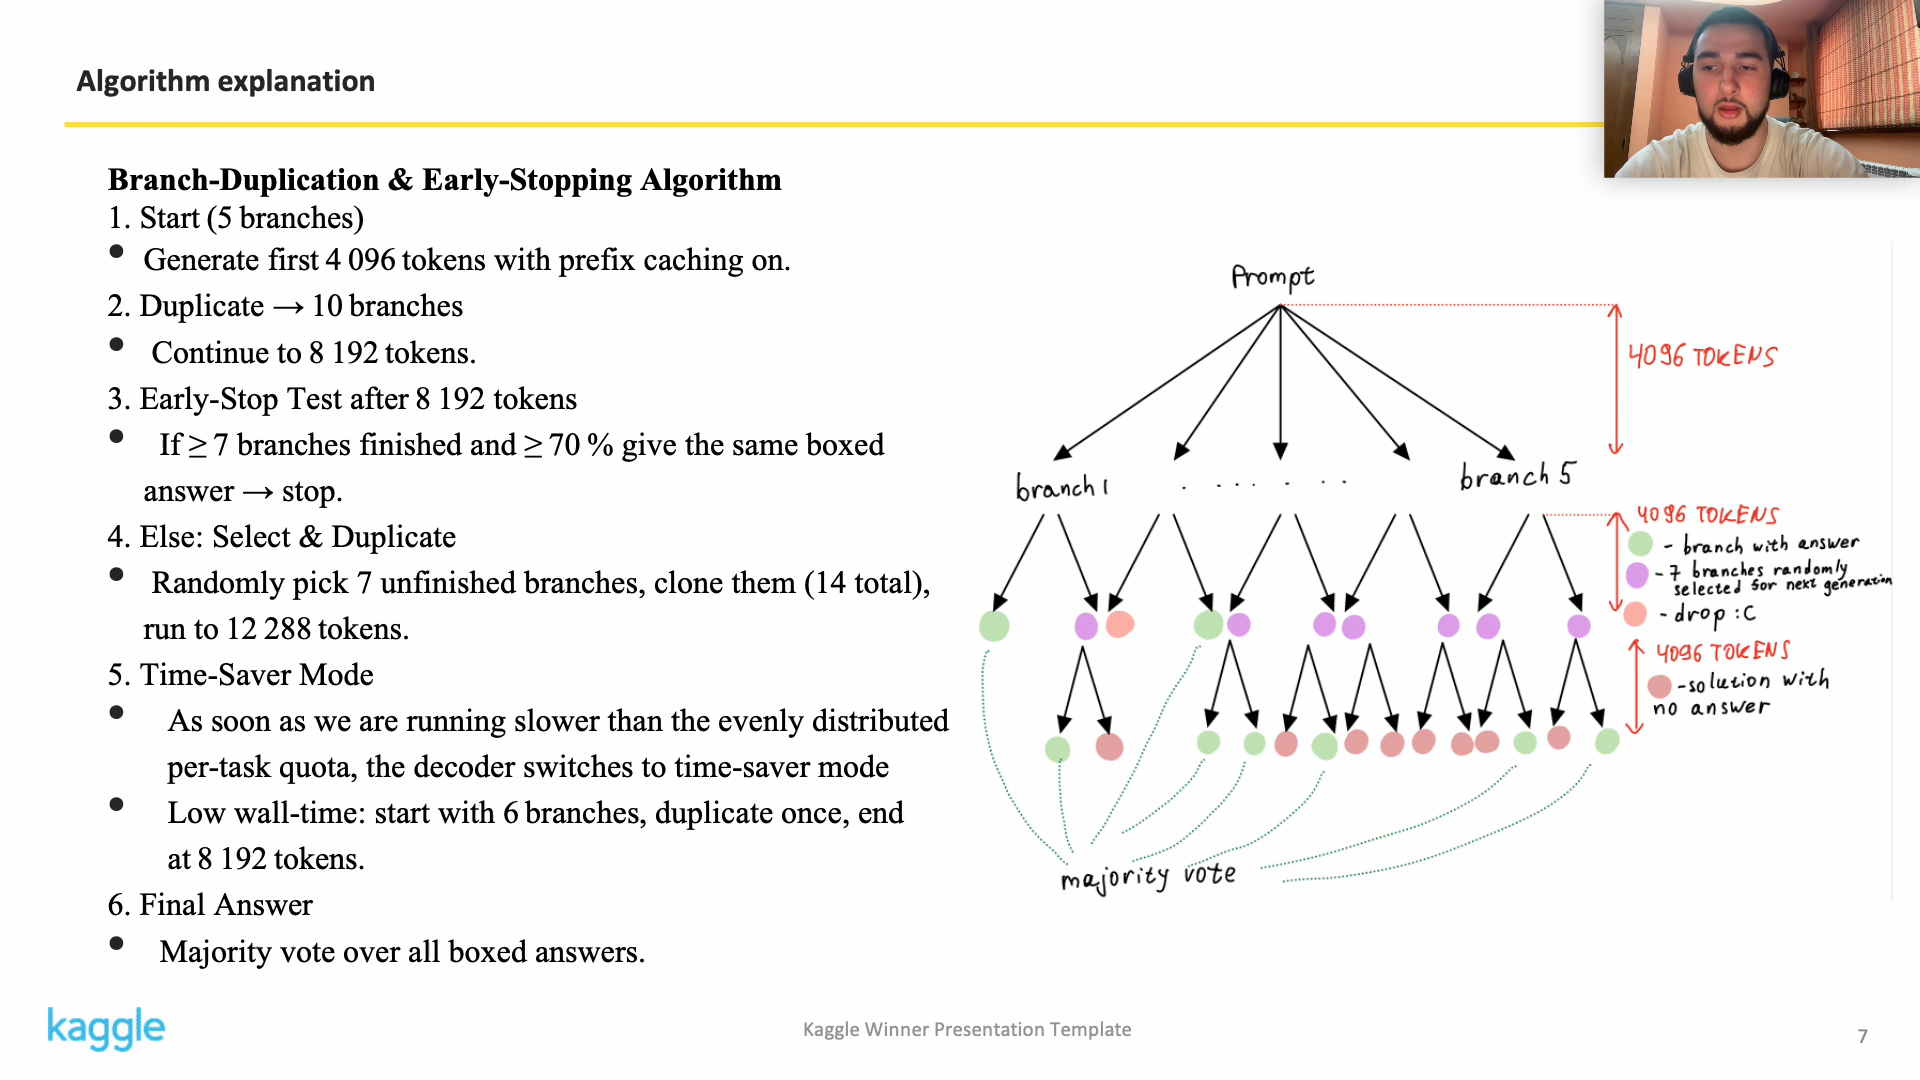 Algorithm explanation
Branch-Duplication & Early-Stopping Algorithm
1. Start (5 branches)
• Generate first 4 096 tokens with prefix caching on.
2. Duplicate → 10 branches
• Continue to 8 192 tokens.
3. Early-Stop Test after 8 192 tokens
• If ≥ 7 branches finished and ≥ 70 % give the same boxed
answer → stop.
4. Else: Select & Duplicate
• Randomly pick 7 unfinished branches, clone them (14 total),
run to 12 288 tokens.
5. Time-Saver Mode
• As soon as we are running slower than the evenly distributed
per-task quota, the decoder switches to time-saver mode
• Low wall-time: start with 6 branches, duplicate once, end
at 8 192 tokens.
6. Final Answer
• Majority vote over all boxed answers.
Prompt
4096 TOKENS
branch 1 . . . . . . . . branch 5
4096 TOKENS
- branch with answer
- 7 branches randomly
selected for next generation
- drop :C
4096 TOKENS
- solution with
no answer
majority vote
kaggle
Kaggle Winner Presentation Template
7